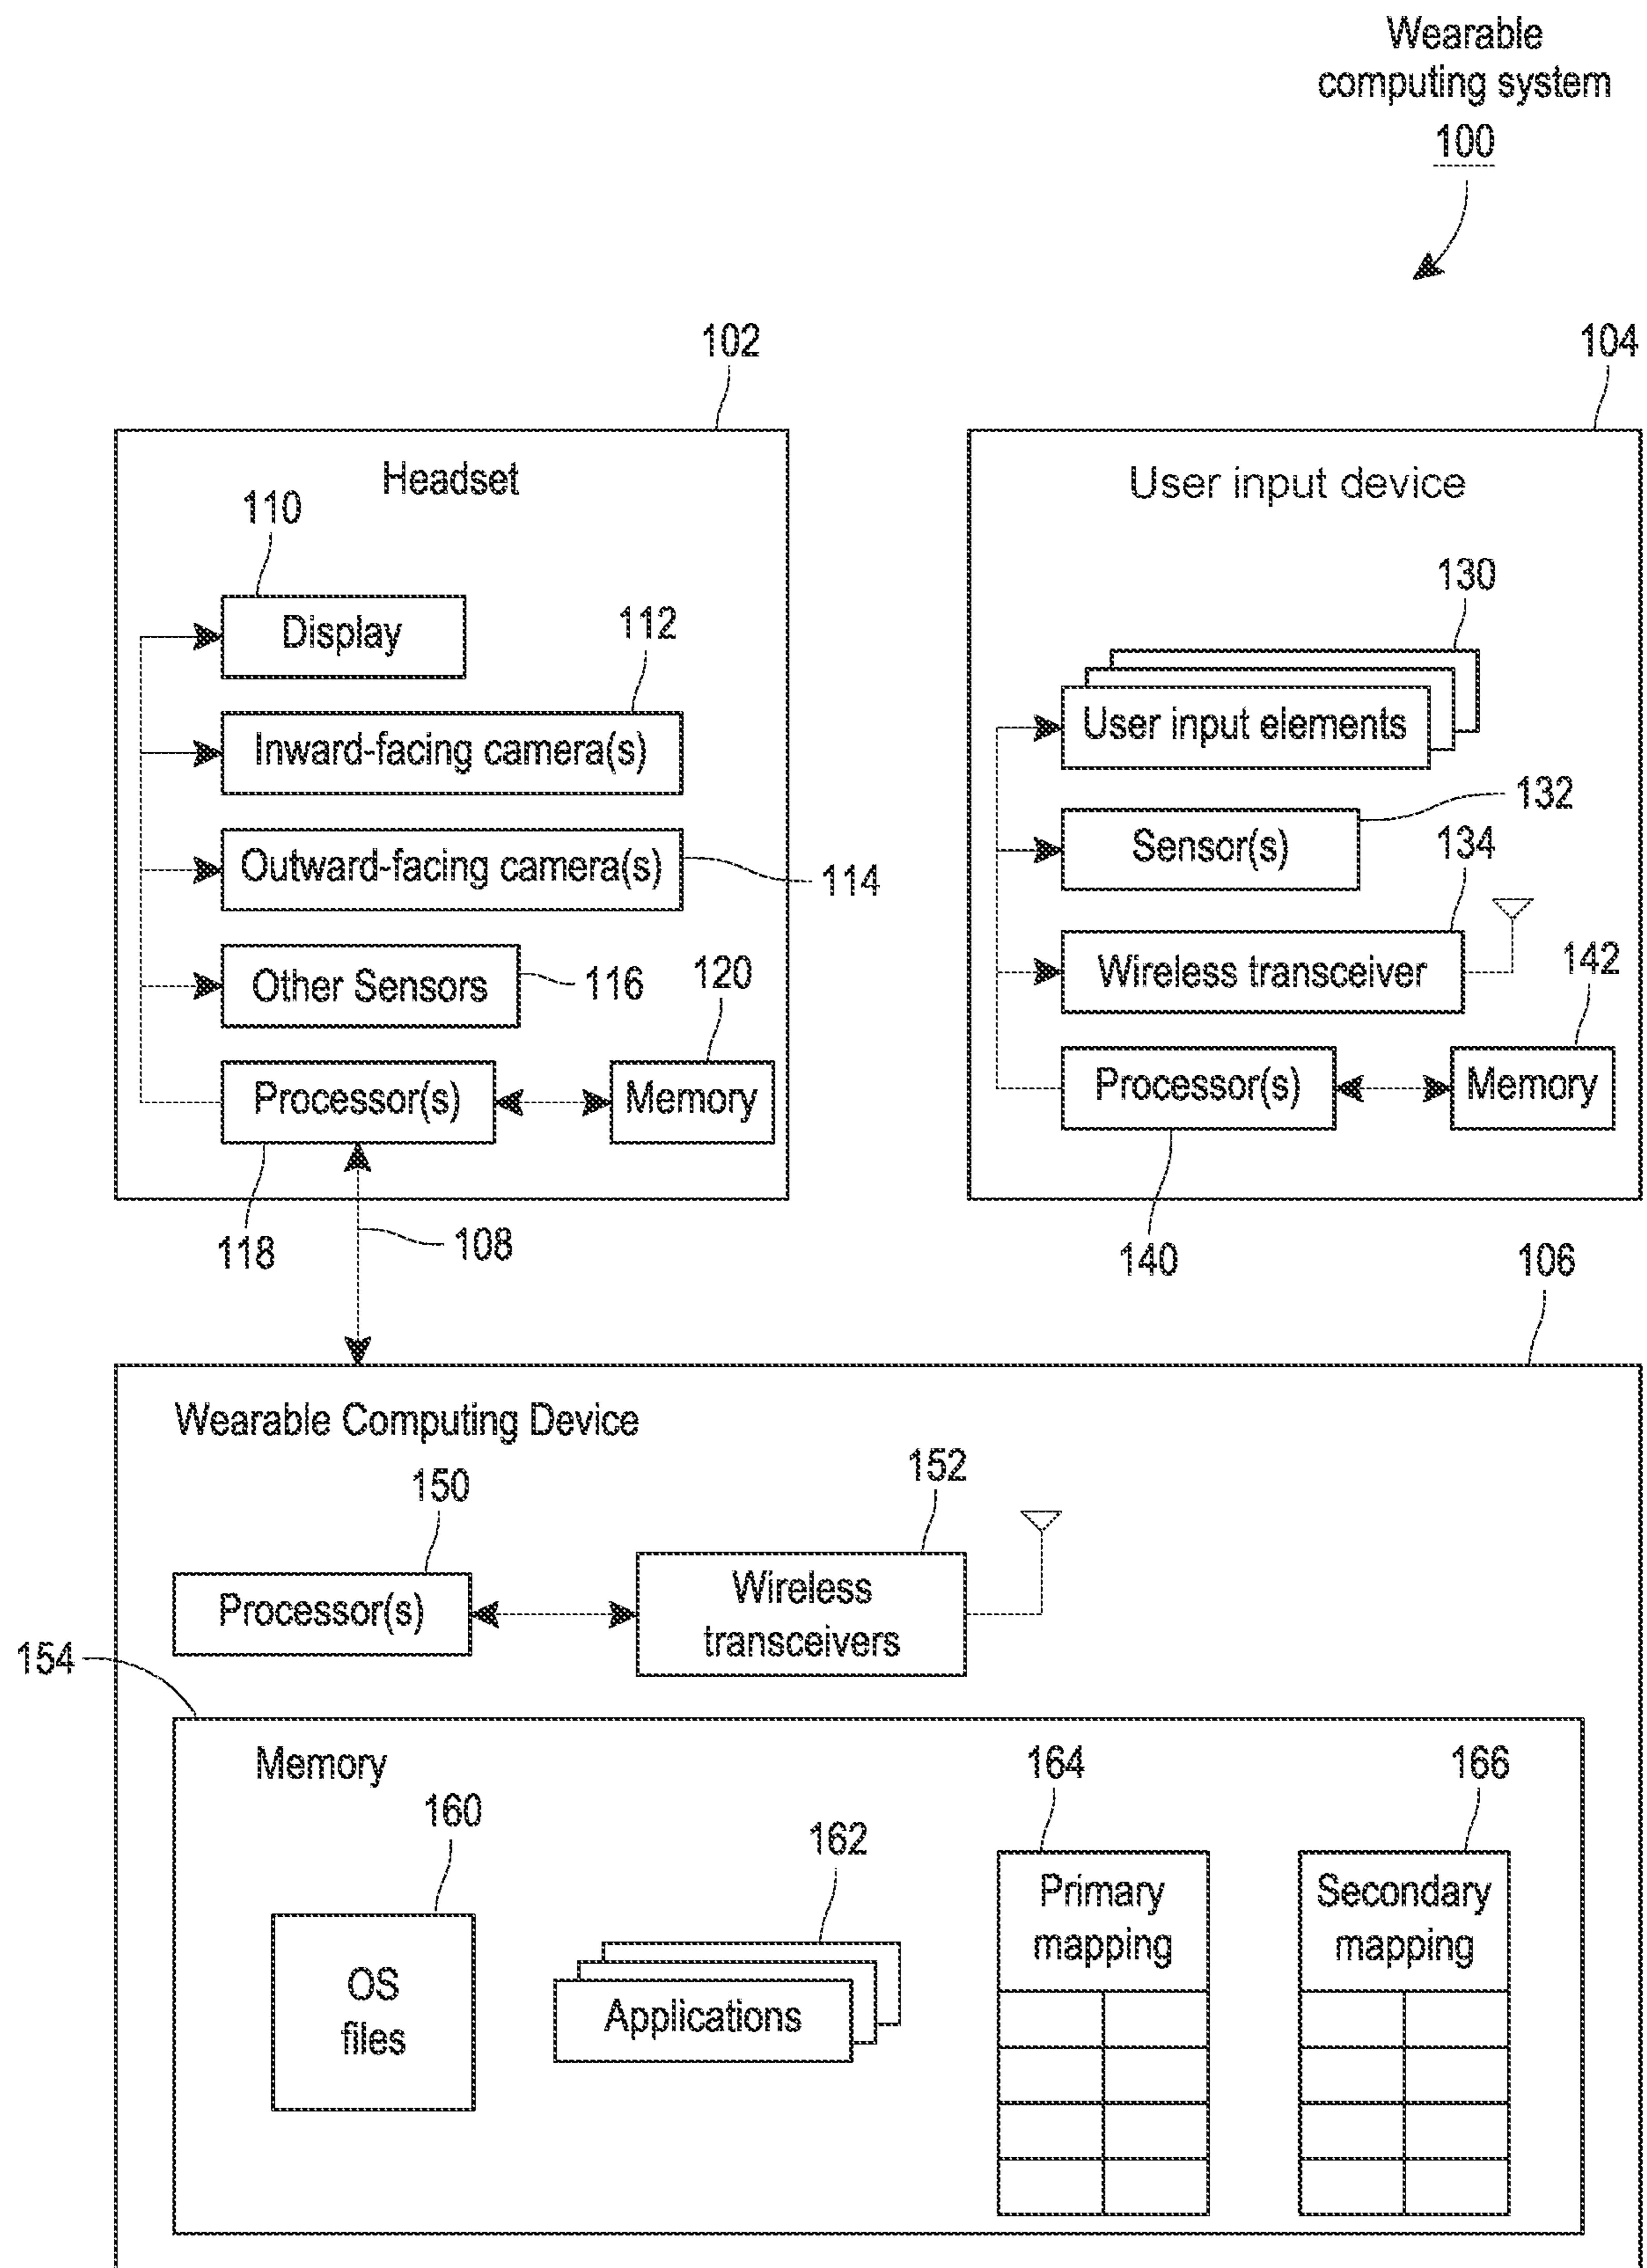 Wearable
computing system
100
102
104
Headset
User input device
110
Display
112
Inward-facing camera(s)
Outward-facing camera(s)
114
Other Sensors
116
120
Processor(s)
Memory
118
108
130
User input elements
132
Sensor(s)
134
Wireless transceiver
142
Processor(s)
Memory
140
106
Wearable Computing Device
150
152
Processor(s)
Wireless
transceivers
154
Memory
160
OS
files
162
Applications
164
Primary
mapping
166
Secondary
mapping